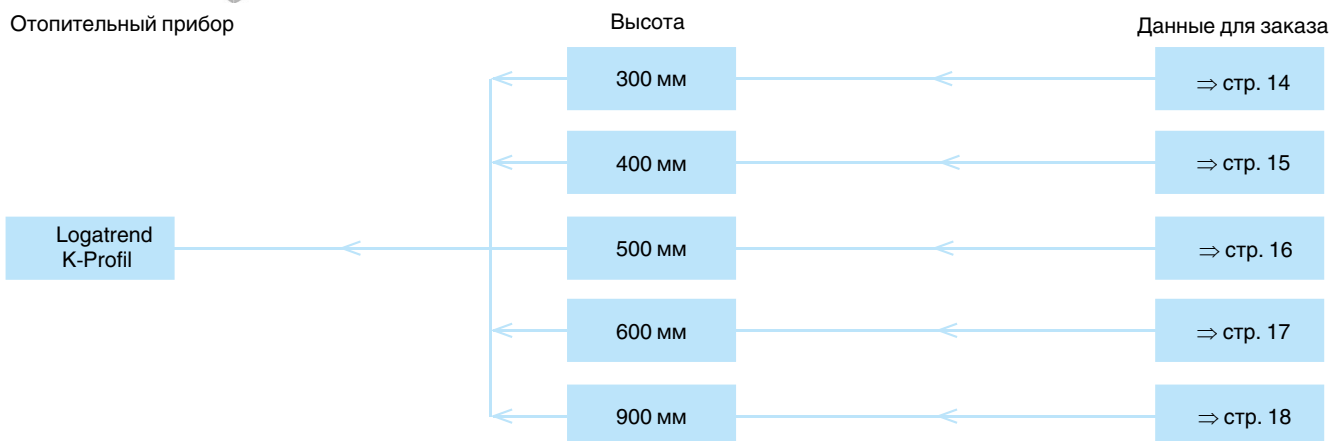 Отопительный прибор
Высота
Данные для заказа
300 мм
⇒ стр. 14
400 мм
⇒ стр. 15
Logatrend
K-Profil
500 мм
⇒ стр. 16
600 мм
⇒ стр. 17
900 мм
⇒ стр. 18